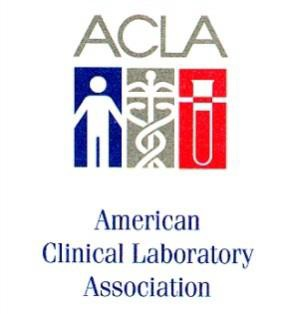 ACLA
American
Clinical Laboratory
Association